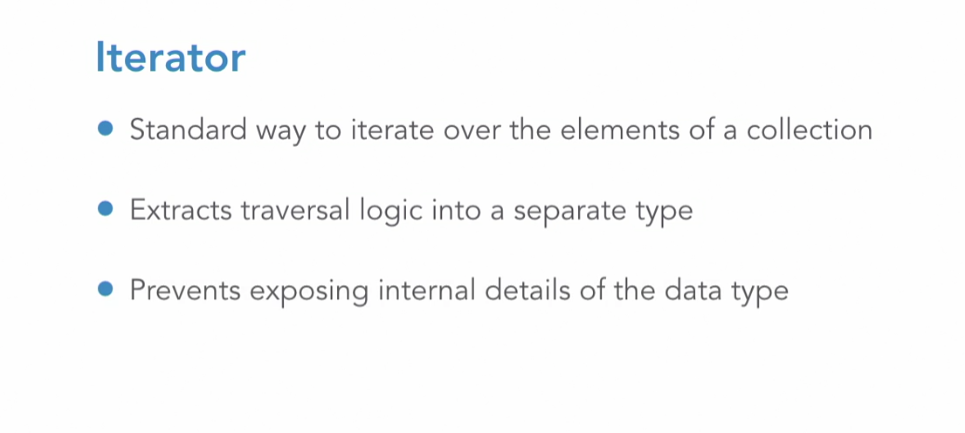 Iterator
Standard way to iterate over the elements of a collection
Extracts traversal logic into a separate type
Prevents exposing internal details of the data type